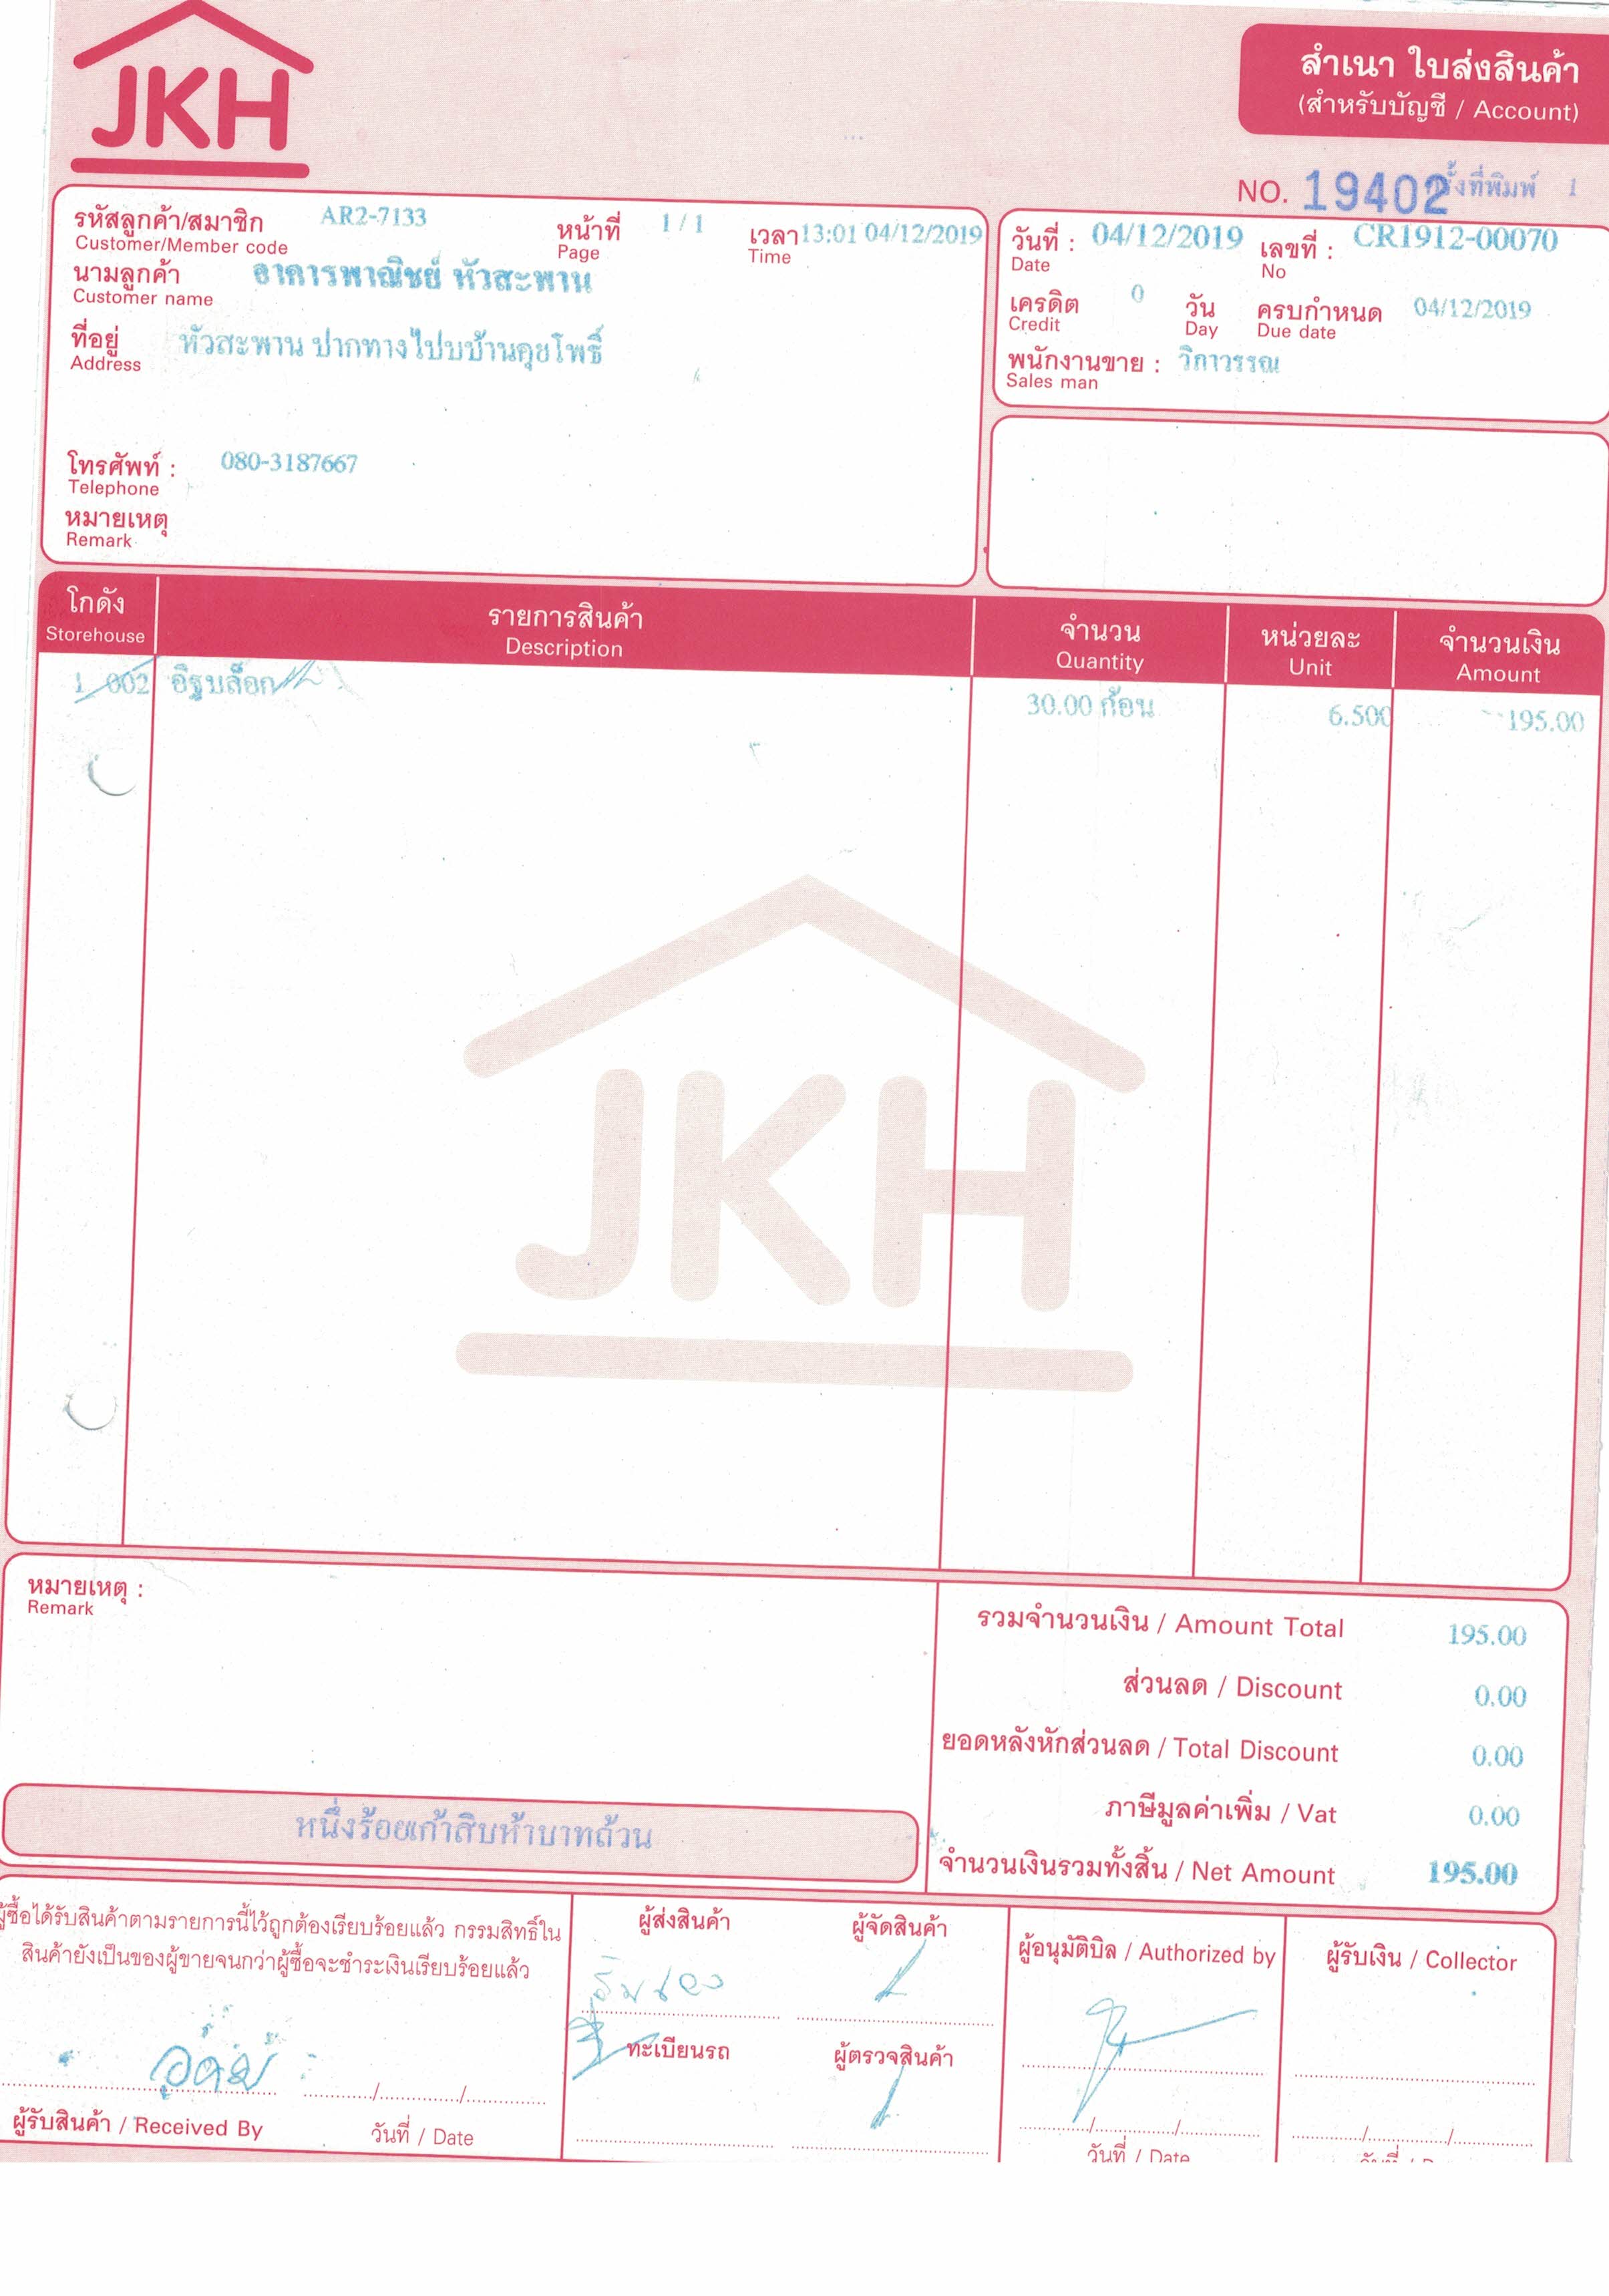 JKH
สำเนา ใบส่งสินค้า
(สำหรับบัญชี / Account)
NO. 19402 ครั้งที่พิมพ์ 1
รหัสลูกค้า/สมาชิก AR2-7133 หน้าที่ 1 / 1 เวลา 13:01 04/12/2019
Customer/Member code Page Time
นามลูกค้า อาคารพาณิชย์ หัวสะพาน
Customer name
ที่อยู่ หัวสะพาน ปากทางไปบบ้านคุยโพธิ์
Address
โทรศัพท์ : 080-3187667
Telephone
หมายเหตุ
Remark
วันที่ : 04/12/2019 เลขที่ : CR1912-00070
Date No
เครดิต 0 วัน ครบกำหนด 04/12/2019
Credit Day Due date
พนักงานขาย : วิภาวรรณ
Sales man
โกดัง รายการสินค้า จำนวน หน่วยละ จำนวนเงิน
Storehouse Description Quantity Unit Amount
1 002 อิฐบล็อก 30.00 ก้อน 6.500 195.00
JKH
หมายเหตุ :
Remark
รวมจำนวนเงิน / Amount Total 195.00
ส่วนลด / Discount 0.00
ยอดหลังหักส่วนลด / Total Discount 0.00
ภาษีมูลค่าเพิ่ม / Vat 0.00
หนึ่งร้อยเก้าสิบห้าบาทถ้วน
จำนวนเงินรวมทั้งสิ้น / Net Amount 195.00
ผู้ซื้อได้รับสินค้าตามรายการนี้ไว้ถูกต้องเรียบร้อยแล้ว กรรมสิทธิ์ใน
สินค้ายังเป็นของผู้ขายจนกว่าผู้ซื้อจะชำระเงินเรียบร้อยแล้ว
ผู้รับสินค้า / Received By วันที่ / Date
ผู้ส่งสินค้า ผู้จัดสินค้า
ทะเบียนรถ ผู้ตรวจสินค้า
ผู้อนุมัติบิล / Authorized by
วันที่ / Date
ผู้รับเงิน / Collector